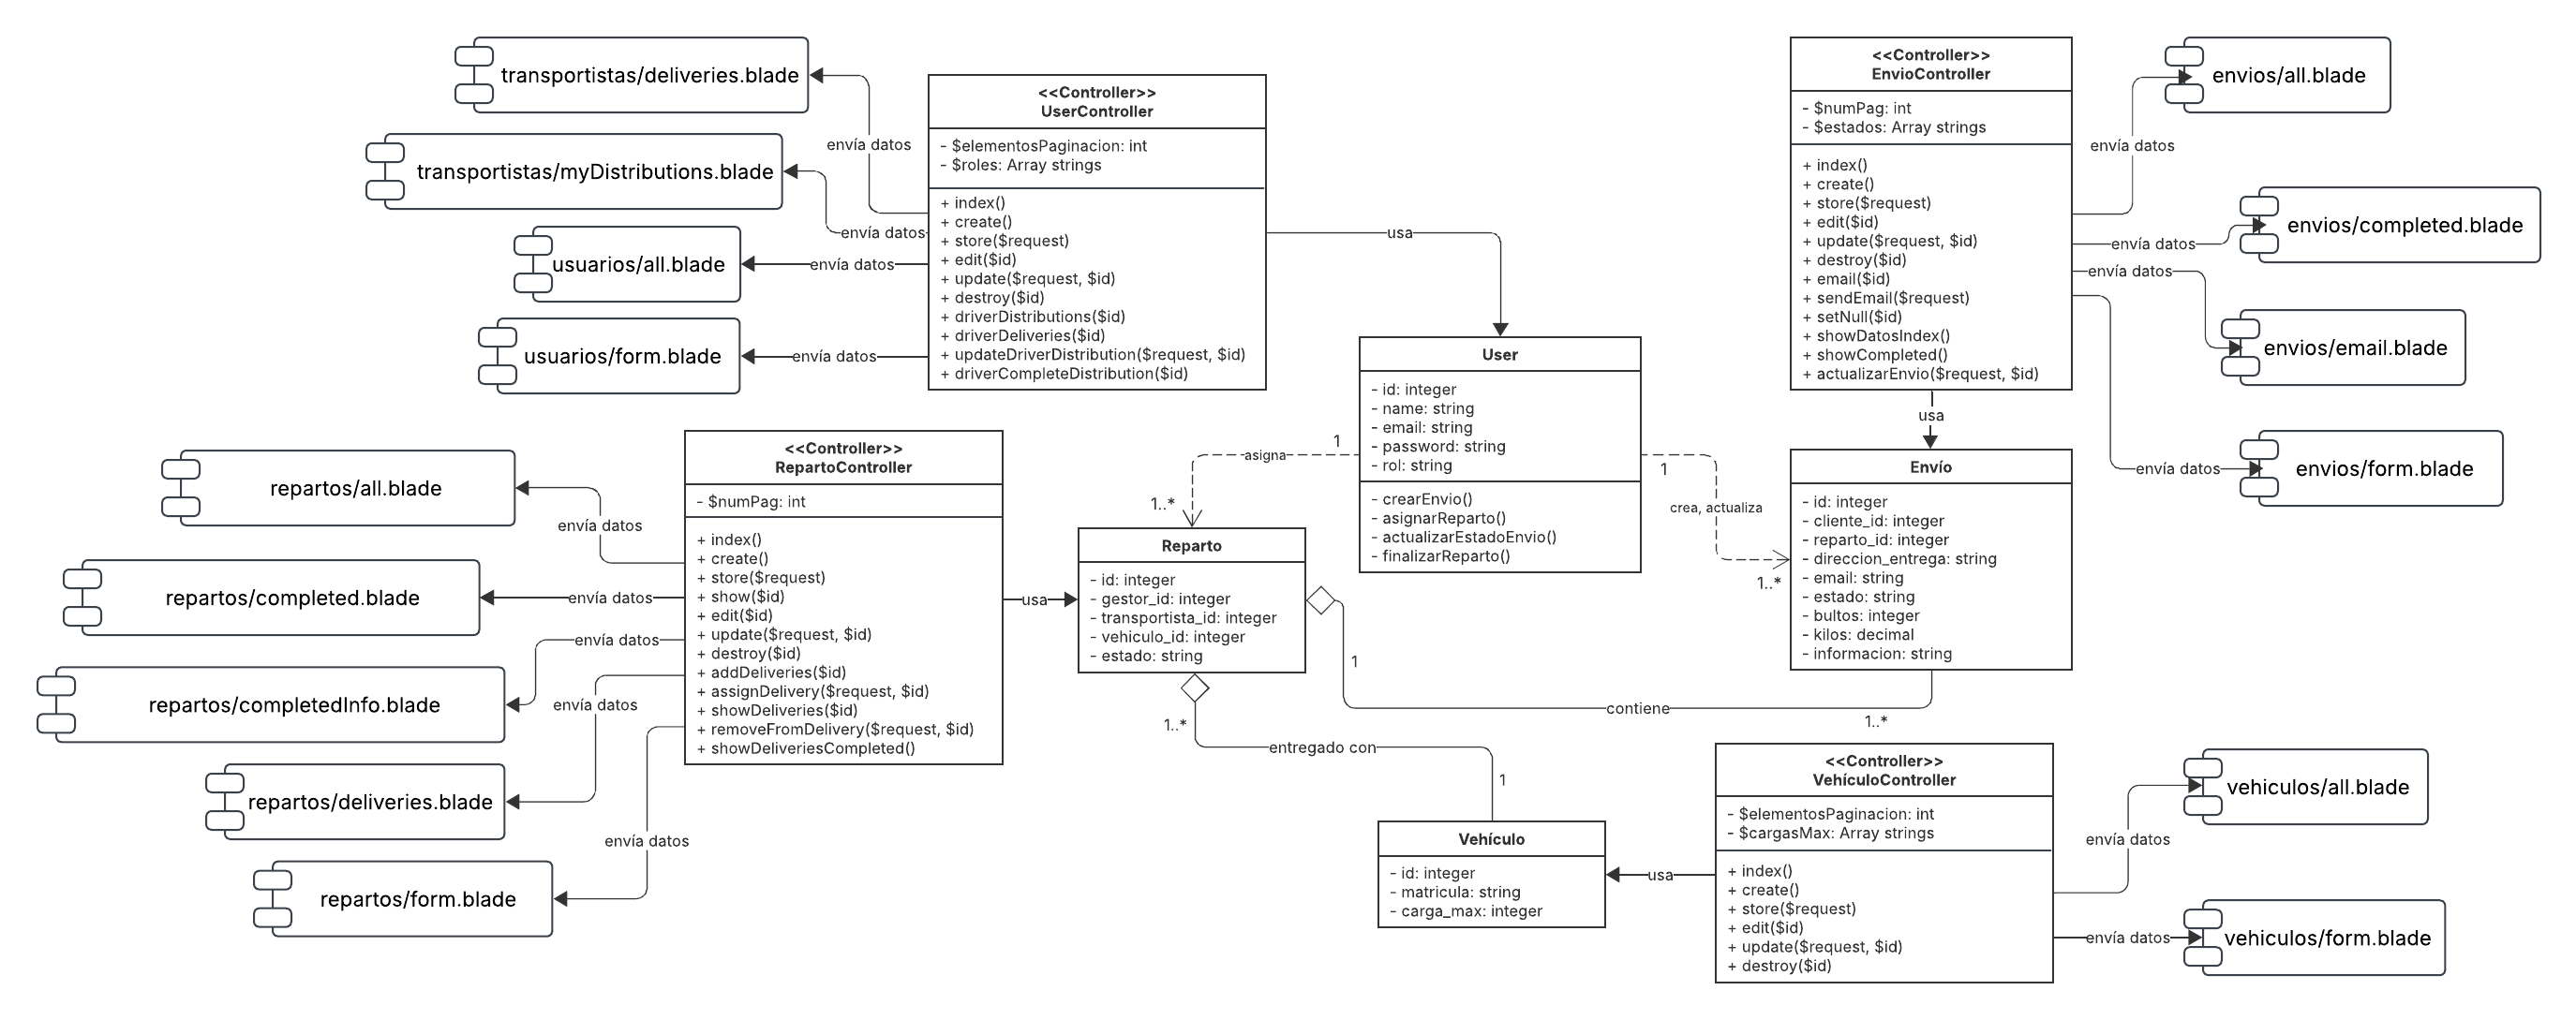 transportistas/deliveries.blade
envía datos
transportistas/myDistributions.blade
envía datos
usuarios/all.blade
envía datos
usuarios/form.blade
envía datos
<<Controller>>
UserController
- $elementosPaginacion: int
- $roles: Array strings
+ index()
+ create()
+ store($request)
+ edit($id)
+ update($request, $id)
+ destroy($id)
+ driverDistributions($id)
+ driverDeliveries($id)
+ updateDriverDistribution($request, $id)
+ driverCompleteDistribution($id)
usa
User
- id: integer
- name: string
- email: string
- password: string
- rol: string
- crearEnvio()
- asignarReparto()
- actualizarEstadoEnvio()
- finalizarReparto()
1
asigna
1..*
1
crea, actualiza
1..*
<<Controller>>
EnvioController
- $numPag: int
- $estados: Array strings
+ index()
+ create()
+ store($request)
+ edit($id)
+ update($request, $id)
+ destroy($id)
+ email($id)
+ sendEmail($request)
+ setNull($id)
+ showDatosIndex()
+ showCompleted()
+ actualizarEnvio($request, $id)
envios/all.blade
envía datos
envios/completed.blade
envía datos
envía datos
envios/email.blade
envía datos
envios/form.blade
usa
Envío
- id: integer
- cliente_id: integer
- reparto_id: integer
- direccion_entrega: string
- email: string
- estado: string
- bultos: integer
- kilos: decimal
- informacion: string
repartos/all.blade
envía datos
repartos/completed.blade
envía datos
envía datos
repartos/completedInfo.blade
envía datos
repartos/deliveries.blade
envía datos
repartos/form.blade
<<Controller>>
RepartoController
- $numPag: int
+ index()
+ create()
+ store($request)
+ show($id)
+ edit($id)
+ update($request, $id)
+ destroy($id)
+ addDeliveries($id)
+ assignDelivery($request, $id)
+ showDeliveries($id)
+ removeFromDelivery($request, $id)
+ showDeliveriesCompleted()
usa
Reparto
- id: integer
- gestor_id: integer
- transportista_id: integer
- vehiculo_id: integer
- estado: string
1
contiene
1..*
1..*
entregado con
1
Vehículo
- id: integer
- matricula: string
- carga_max: integer
usa
<<Controller>>
VehículoController
- $elementosPaginacion: int
- $cargasMax: Array strings
+ index()
+ create()
+ store($request)
+ edit($id)
+ update($request, $id)
+ destroy($id)
vehiculos/all.blade
envía datos
envía datos
vehiculos/form.blade